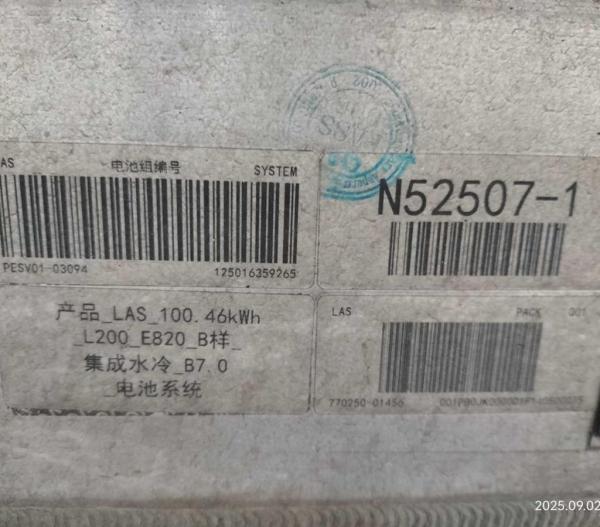 AS 电池组编号 SYSTEM
PESV01-03094 125016359265
N52507-1
产品_LAS_100.46kWh
_L200_E820_B样_
集成水冷_B7.0
_电池系统
LAS PACK 001
770250-01456
2025.09.02